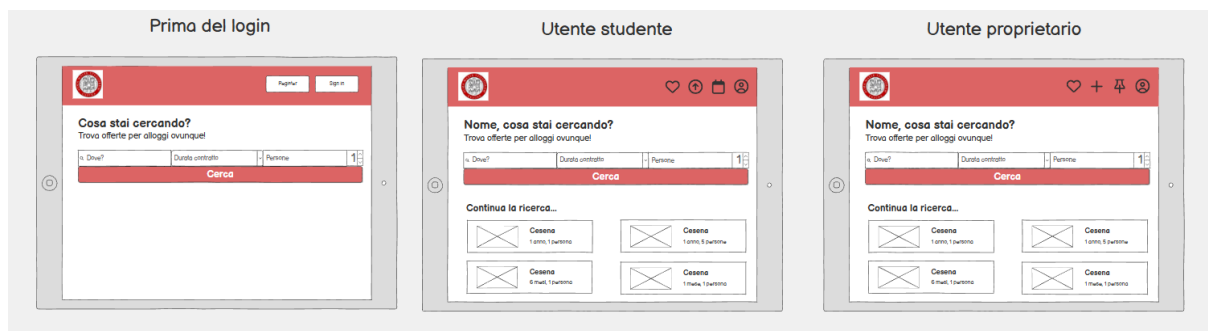 Prima del login
Register
Sign in
Cosa stai cercando?
Trova offerte per alloggi ovunque!
Dove?
Durata contratto
Persone
1
Cerca
Utente studente
Nome, cosa stai cercando?
Trova offerte per alloggi ovunque!
Dove?
Durata contratto
Persone
1
Cerca
Continua la ricerca...
Cesena
1 anno, 1 persona
Cesena
1 anno, 5 persone
Cesena
6 mesi, 1 persona
Cesena
1 mese, 1 persona
Utente proprietario
Nome, cosa stai cercando?
Trova offerte per alloggi ovunque!
Dove?
Durata contratto
Persone
1
Cerca
Continua la ricerca...
Cesena
1 anno, 1 persona
Cesena
1 anno, 5 persone
Cesena
6 mesi, 1 persona
Cesena
1 mese, 1 persona